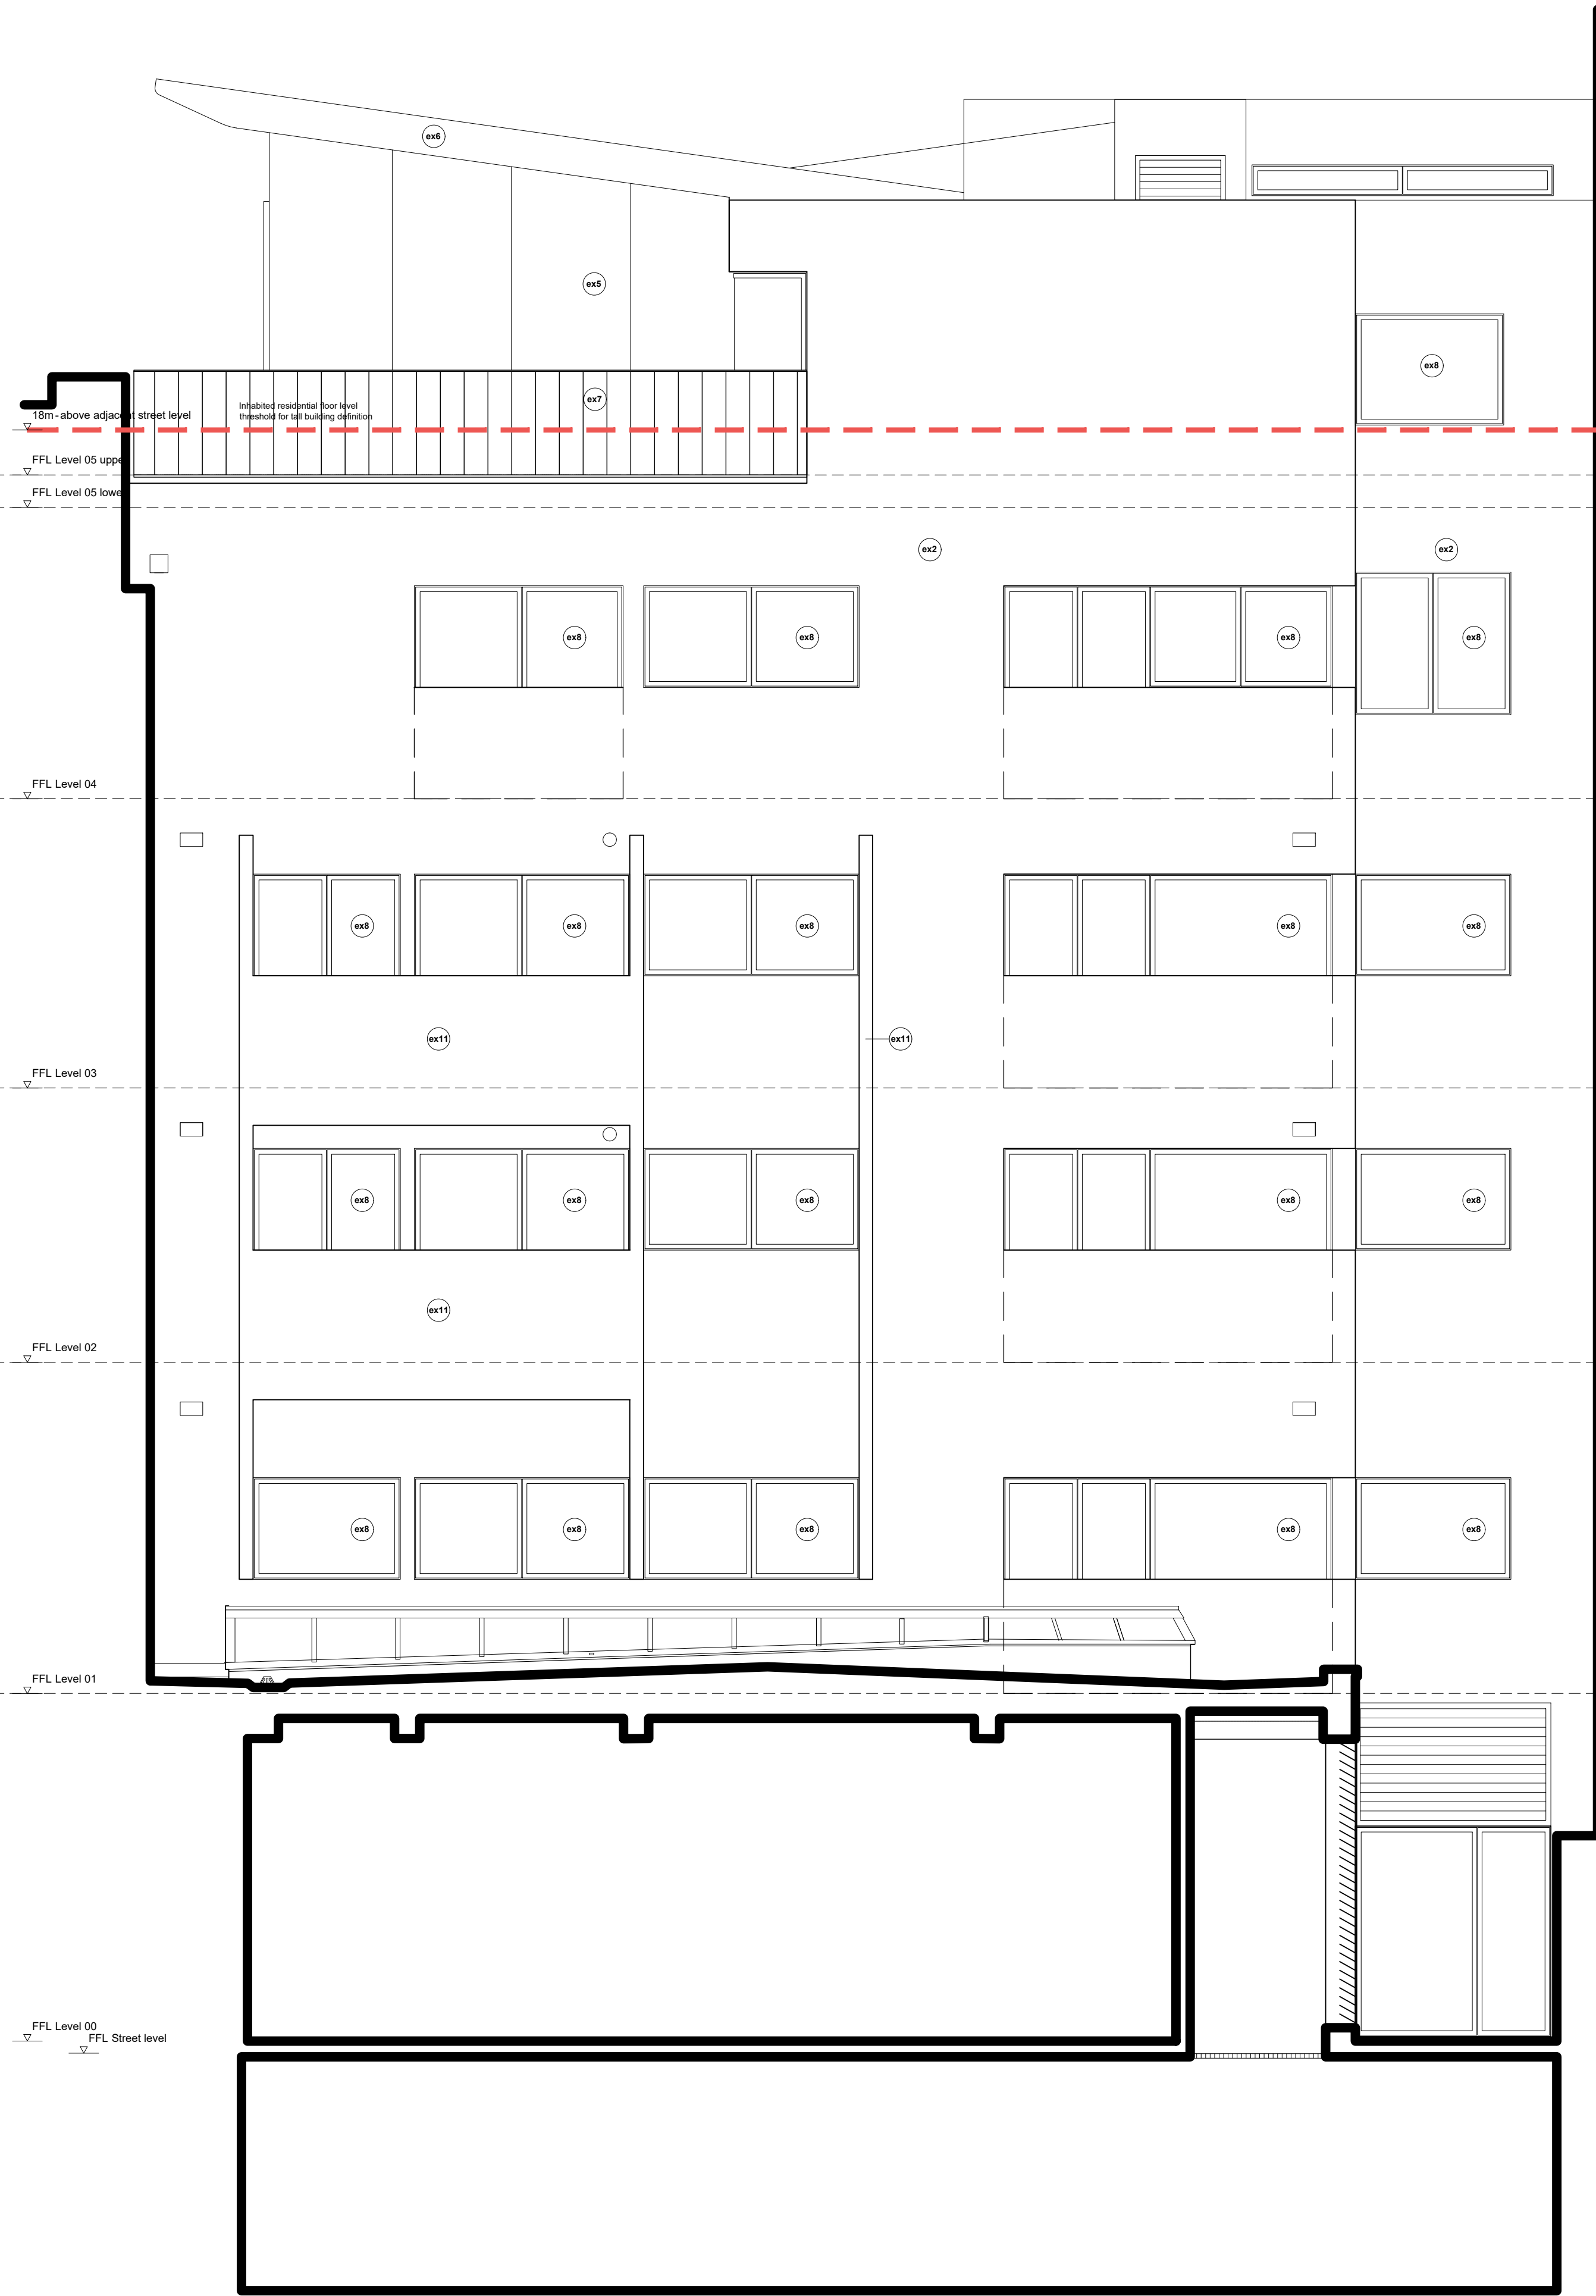 ex6
ex5
ex8
ex7
Inhabited residential floor level
threshold for tall building definition
18m - above adjacent street level
FFL Level 05 upper
FFL Level 05 lower
ex2
ex2
ex8
ex8
ex8
ex8
FFL Level 04
ex8
ex8
ex8
ex8
ex8
ex11
ex11
FFL Level 03
ex8
ex8
ex8
ex8
ex8
ex11
FFL Level 02
ex8
ex8
ex8
ex8
ex8
FFL Level 01
FFL Level 00
FFL Street level